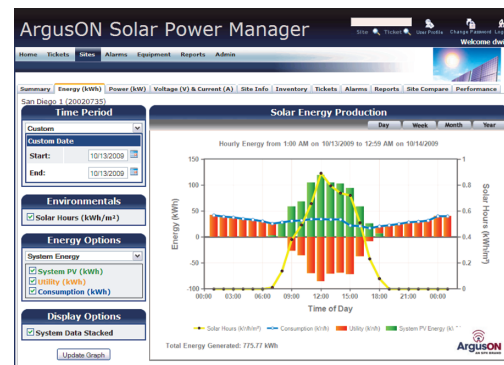 ArgusON Solar Power Manager
Site Ticket User Profile Change Password Log
Welcome dwi
Home Tickets Sites Alarms Equipment Reports Admin
Summary Energy (kWh) Power (kW) Voltage (V) & Current (A) Site Info Inventory Tickets Alarms Reports Site Compare Performance
San Diego 1 (20020735)
Time Period
Custom
Custom Date
Start: 10/13/2009
End: 10/13/2009
Environmentals
Solar Hours (kWh/m²)
Energy Options
System Energy
System PV (kWh)
Utility (kWh)
Consumption (kWh)
Display Options
System Data Stacked
Update Graph
Solar Energy Production
Day Week Month Year
Hourly Energy from 1:00 AM on 10/13/2009 to 12:59 AM on 10/14/2009
Energy (kWh)
150
100
50
0
-50
-100
1
0.8
0.6
0.4
0.2
0
Solar Hours (kWh/m²)
00:00 03:00 06:00 09:00 12:00 15:00 18:00 21:00 00:00
Time of Day
Solar Hours (kWh/m²) Consumption (kWh) Utility (kWh) System PV Energy (k
Total Energy Generated: 775.77 kWh
ArgusON